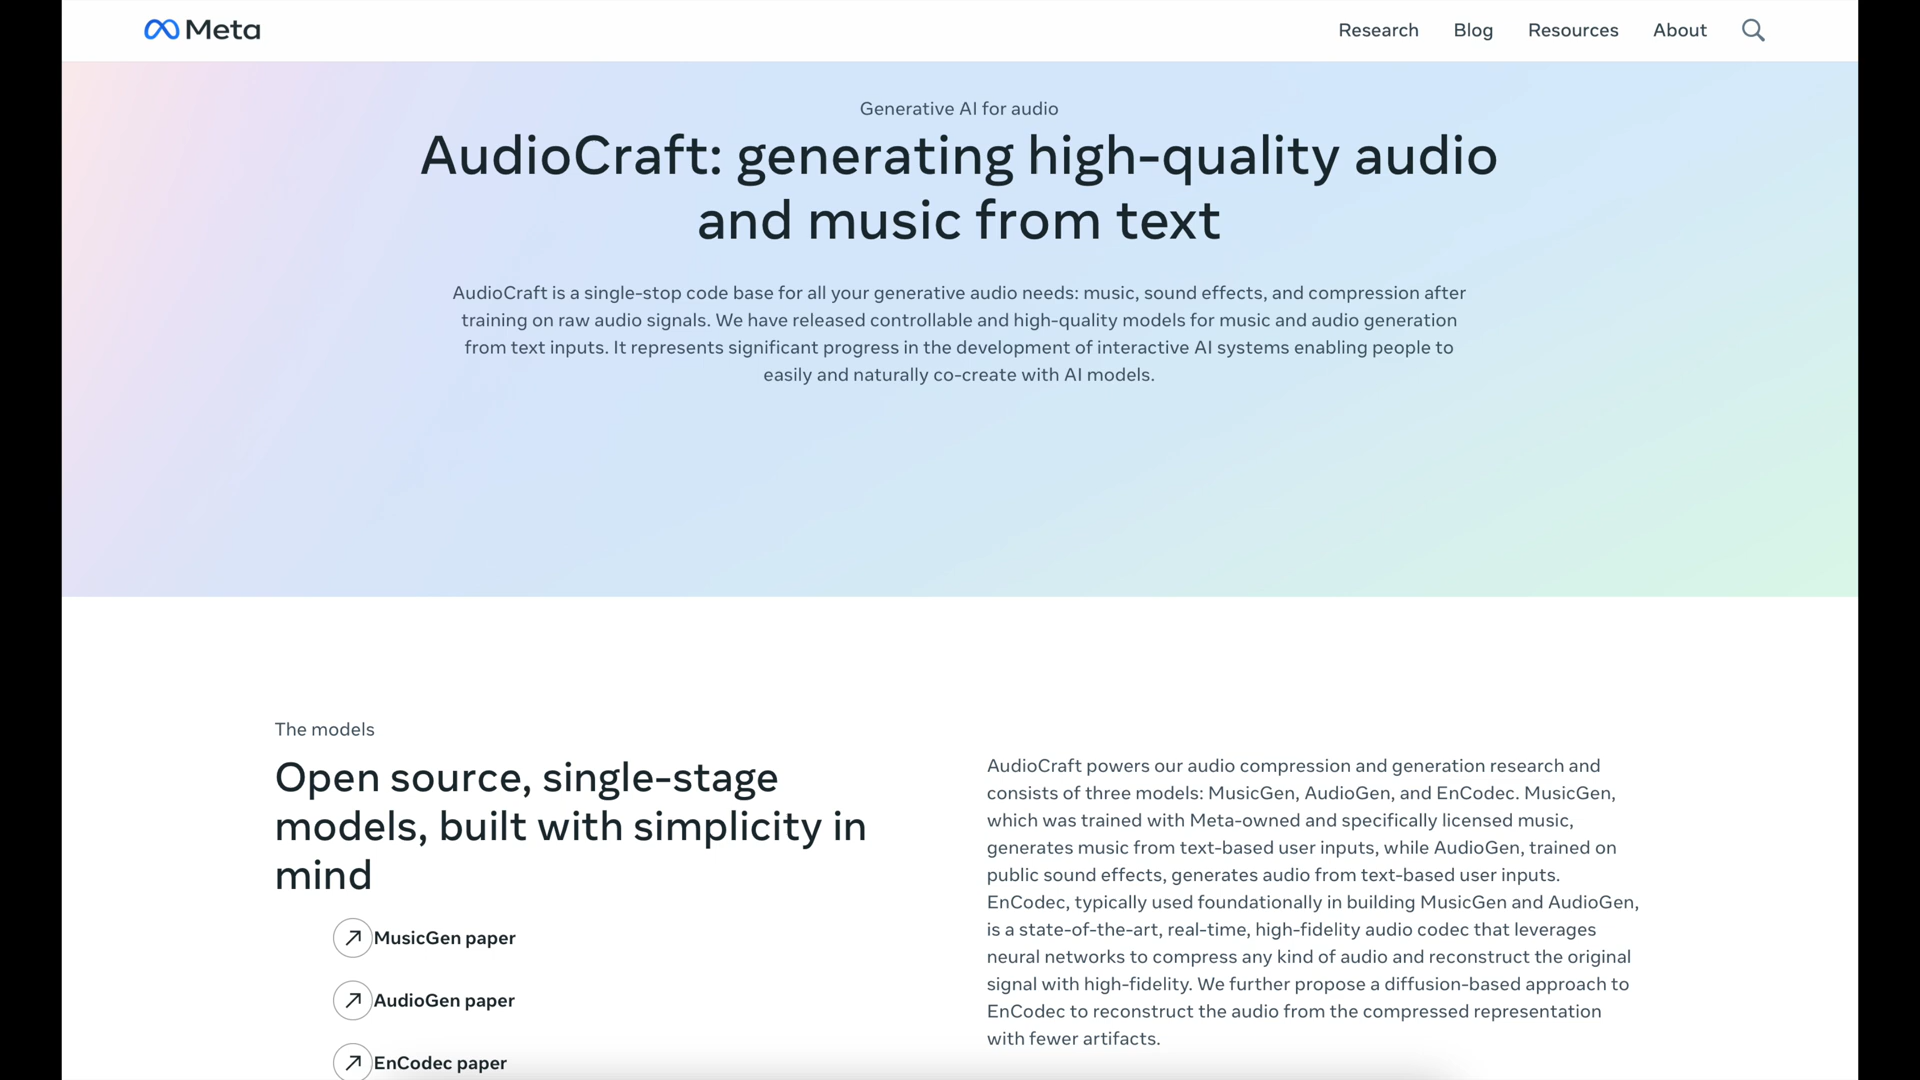 Meta
Research
Blog
Resources
About
Generative AI for audio
AudioCraft: generating high-quality audio
and music from text
AudioCraft is a single-stop code base for all your generative audio needs: music, sound effects, and compression after
training on raw audio signals. We have released controllable and high-quality models for music and audio generation
from text inputs. It represents significant progress in the development of interactive AI systems enabling people to
easily and naturally co-create with AI models.
The models
Open source, single-stage
models, built with simplicity in
mind
MusicGen paper
AudioGen paper
EnCodec paper
AudioCraft powers our audio compression and generation research and
consists of three models: MusicGen, AudioGen, and EnCodec. MusicGen,
which was trained with Meta-owned and specifically licensed music,
generates music from text-based user inputs, while AudioGen, trained on
public sound effects, generates audio from text-based user inputs.
EnCodec, typically used foundationally in building MusicGen and AudioGen,
is a state-of-the-art, real-time, high-fidelity audio codec that leverages
neural networks to compress any kind of audio and reconstruct the original
signal with high-fidelity. We further propose a diffusion-based approach to
EnCodec to reconstruct the audio from the compressed representation
with fewer artifacts.